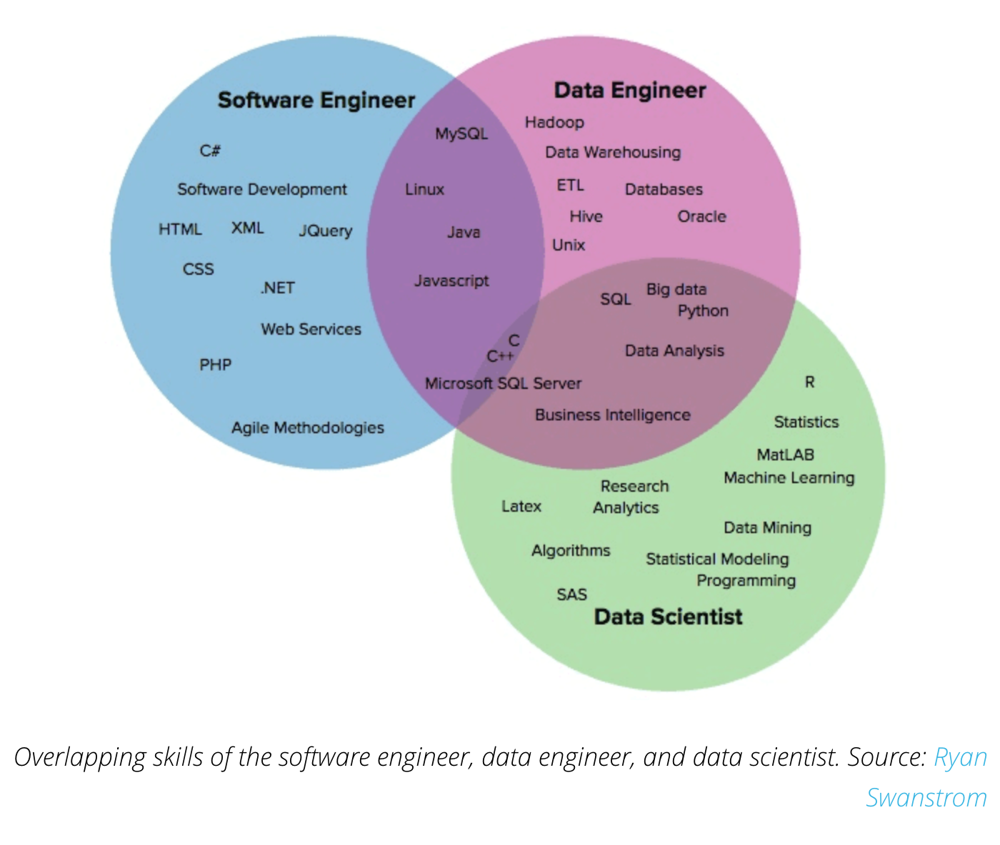 Software Engineer
C#
Software Development
HTML
XML
JQuery
CSS
.NET
Web Services
PHP
Agile Methodologies
MySQL
Linux
Java
Javascript
C
C++
Microsoft SQL Server
Data Engineer
Hadoop
Data Warehousing
ETL
Databases
Hive
Oracle
Unix
SQL
Big data
Python
Data Analysis
Business Intelligence
R
Statistics
MatLAB
Machine Learning
Research
Latex
Analytics
Data Mining
Algorithms
Statistical Modeling
Programming
SAS
Data Scientist
Overlapping skills of the software engineer, data engineer, and data scientist. Source: Ryan
Swanstrom